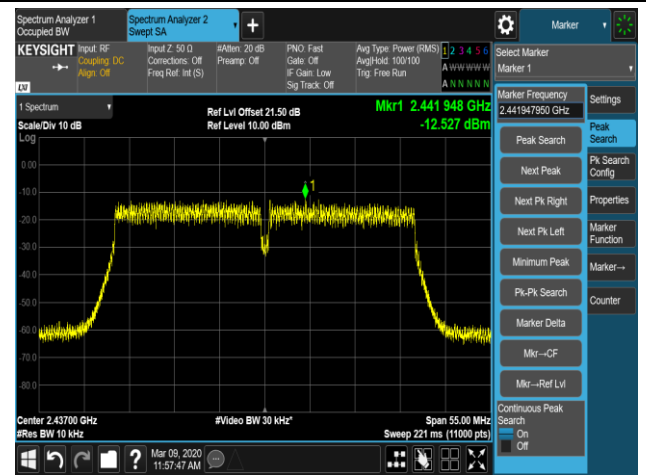 Spectrum Analyzer 1
Occupied BW
Spectrum Analyzer 2
Swept SA
Marker
KEYSIGHT
Input: RF
Coupling: DC
Align: Off
Input Z: 50 Ω
Corrections: Off
Freq Ref: Int (S)
#Atten: 20 dB
Preamp: Off
PNO: Fast
Gate: Off
IF Gain: Low
Sig Track: Off
Avg Type: Power (RMS)
Avg|Hold: 100/100
Trig: Free Run
1 2 3 4 5 6
A W W W W W
A N N N N N
LXI
Select Marker
Marker 1
1 Spectrum
Scale/Div 10 dB
Log
Ref Lvl Offset 21.50 dB
Ref Level 10.00 dBm
Mkr1 2.441 948 GHz
-12.527 dBm
0.00
-10.0
-20.0
-30.0
-40.0
-50.0
-60.0
-70.0
-80.0
1
Center 2.43700 GHz
#Res BW 10 kHz
#Video BW 30 kHz*
Span 55.00 MHz
Sweep 221 ms (11000 pts)
Marker Frequency
2.441947950 GHz
Peak Search
Next Peak
Next Pk Right
Next Pk Left
Minimum Peak
Pk-Pk Search
Marker Delta
Mkr→CF
Mkr→Ref Lvl
Continuous Peak
Search
On
Off
Settings
Peak
Search
Pk Search
Config
Properties
Marker
Function
Marker→
Counter
?
Mar 09, 2020
11:57:47 AM